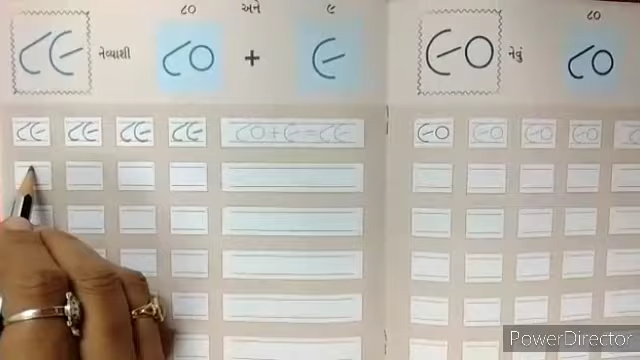 ૮૦ અને ૯
૮૯ નેવ્યાશી ૮૦ + ૯
૮૯ ૮૯ ૮૯ ૮૯ ૮૦+૯=૮૯
૮૦
૯૦ નેવું ૮૦
૯૦ ૯૦ ૯૦ ૯૦
PowerDirector